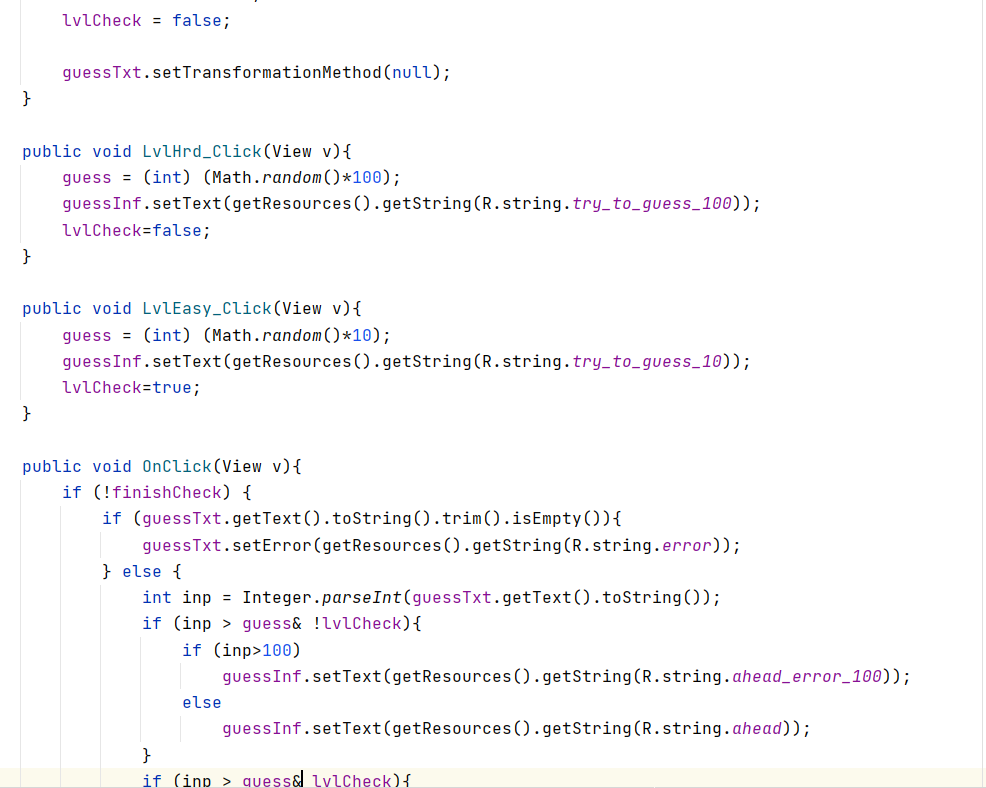 lvlCheck = false;
guessTxt.setTransformationMethod(null);
}
public void LvlHrd_Click(View v){
guess = (int) (Math.random()*100);
guessInf.setText(getResources().getString(R.string.try_to_guess_100));
lvlCheck=false;
}
public void LvlEasy_Click(View v){
guess = (int) (Math.random()*10);
guessInf.setText(getResources().getString(R.string.try_to_guess_10));
lvlCheck=true;
}
public void OnClick(View v){
if (!finishCheck) {
if (guessTxt.getText().toString().trim().isEmpty()){
guessTxt.setError(getResources().getString(R.string.error));
} else {
int inp = Integer.parseInt(guessTxt.getText().toString());
if (inp > guess& !lvlCheck){
if (inp>100)
guessInf.setText(getResources().getString(R.string.ahead_error_100));
else
guessInf.setText(getResources().getString(R.string.ahead));
}
if (inp > guess& lvlCheck){